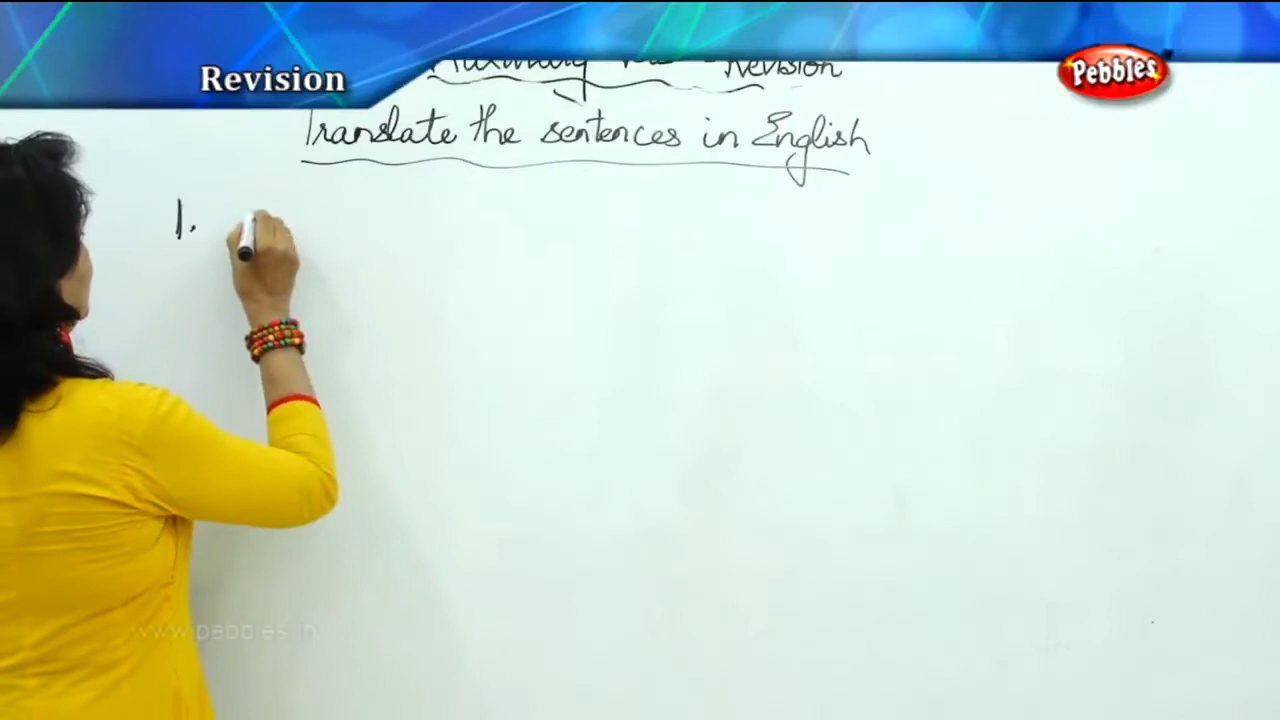 Revision
Pebbles
Revision
Translate the sentences in English
1.
www.pebbles.in